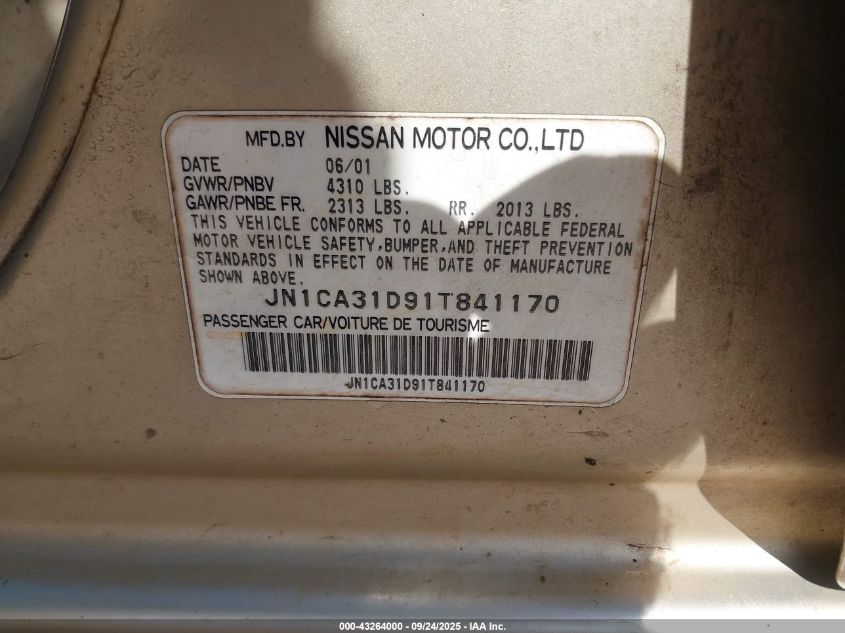 MFD.BY NISSAN MOTOR CO.,LTD
DATE 06/01
GVWR/PNBV 4310 LBS.
GAWR/PNBE FR. 2313 LBS. RR. 2013 LBS.
THIS VEHICLE CONFORMS TO ALL APPLICABLE FEDERAL
MOTOR VEHICLE SAFETY,BUMPER,AND THEFT PREVENTION
STANDARDS IN EFFECT ON THE DATE OF MANUFACTURE
SHOWN ABOVE.
JN1CA31D91T841170
PASSENGER CAR/VOITURE DE TOURISME
JN1CA31D91T841170
000-43264000 - 09/24/2025 - IAA Inc.